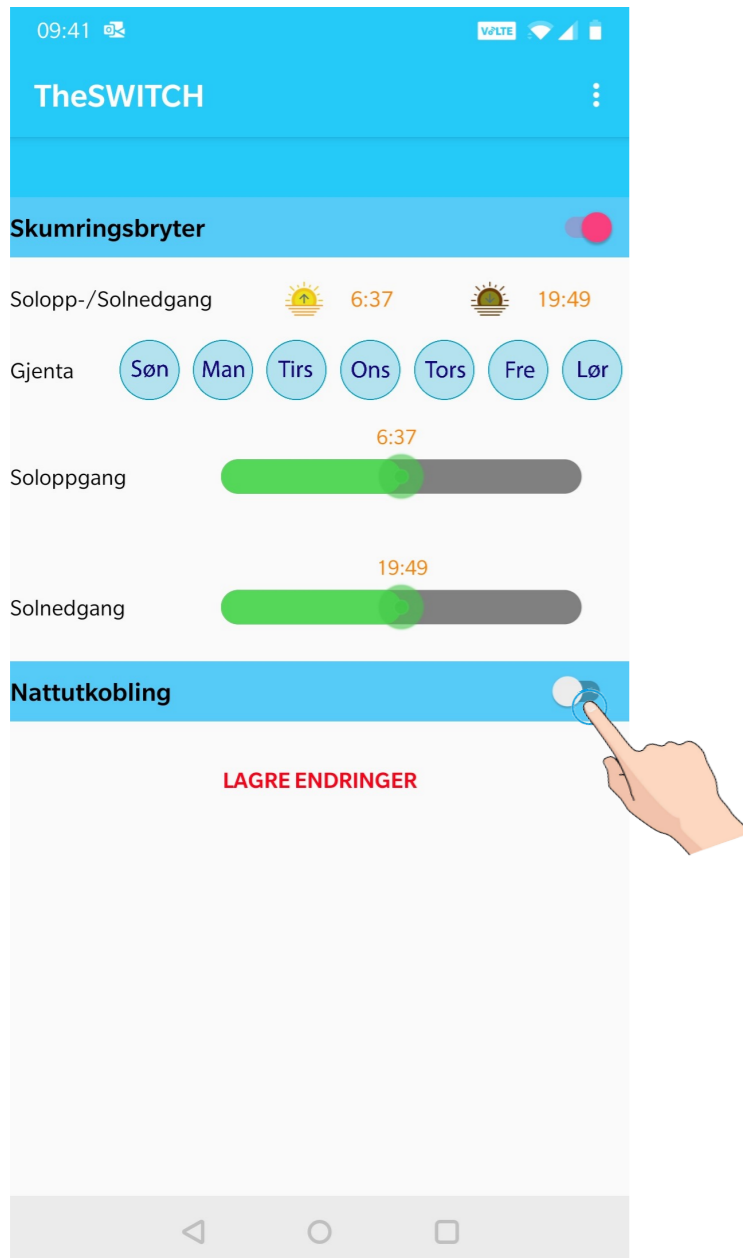 09:41 VoLTE
TheSWITCH
Skumringsbryter
Solopp-/Solnedgang 6:37 19:49
Gjenta Søn Man Tirs Ons Tors Fre Lør
6:37
Soloppgang
19:49
Solnedgang
Nattutkobling
LAGRE ENDRINGER